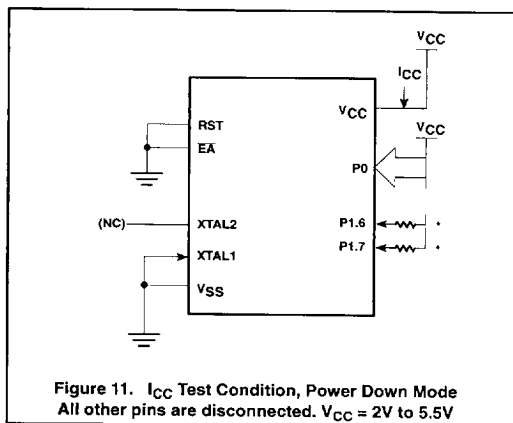 VCC
ICC
VCC
VCC
RST
EA
P0
(NC)
XTAL2
P1.6
*
XTAL1
P1.7
*
VSS
Figure 11. ICC Test Condition, Power Down Mode
All other pins are disconnected. VCC = 2V to 5.5V